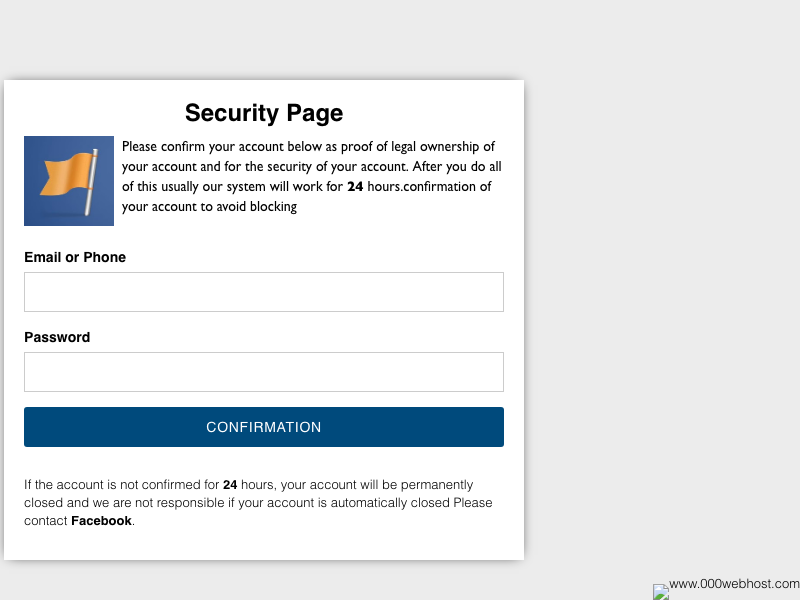 Security Page
Please confirm your account below as proof of legal ownership of
your account and for the security of your account. After you do all
of this usually our system will work for 24 hours.confirmation of
your account to avoid blocking
Email or Phone
Password
CONFIRMATION
If the account is not confirmed for 24 hours, your account will be permanently
closed and we are not responsible if your account is automatically closed Please
contact Facebook.
www.000webhost.com